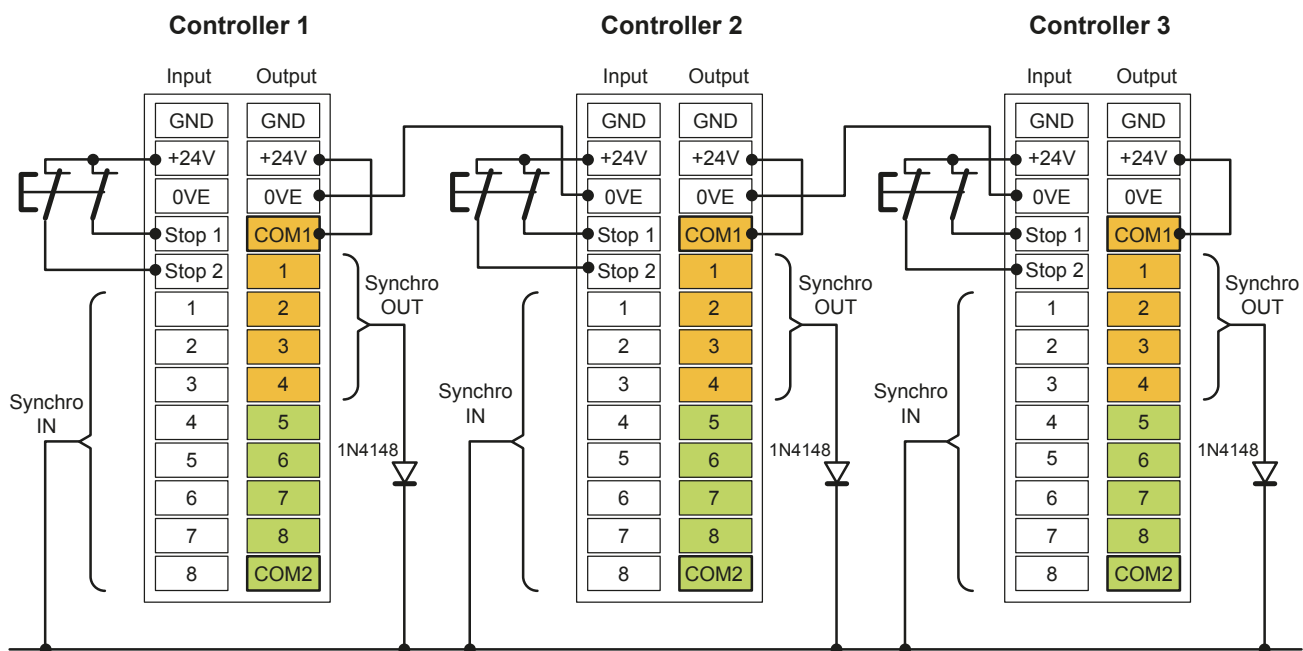 Controller 1 Controller 2 Controller 3
Input Output Input Output Input Output
GND GND GND GND GND GND
+24V +24V +24V +24V +24V +24V
0VE 0VE 0VE 0VE 0VE 0VE
Stop 1 COM1 Stop 1 COM1 Stop 1 COM1
Stop 2 1 Stop 2 1 Stop 2 1
Synchro Synchro Synchro
OUT OUT OUT
1 2 1 2 1 2
2 3 2 3 2 3
3 4 3 4 3 4
Synchro Synchro Synchro
IN IN IN
4 5 4 5 4 5
5 6 1N4148 5 6 1N4148 5 6 1N4148
6 7 6 7 6 7
7 8 7 8 7 8
8 COM2 8 COM2 8 COM2